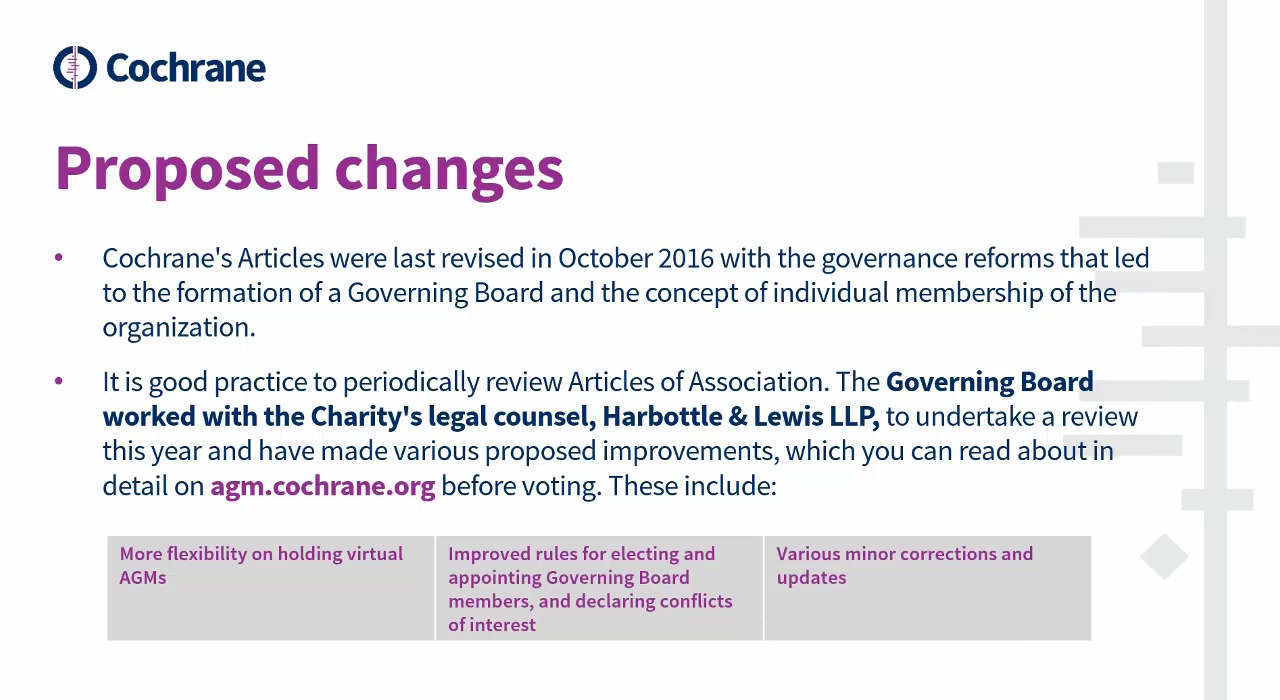 Cochrane
Proposed changes
• Cochrane's Articles were last revised in October 2016 with the governance reforms that led
to the formation of a Governing Board and the concept of individual membership of the
organization.
• It is good practice to periodically review Articles of Association. The Governing Board
worked with the Charity's legal counsel, Harbottle & Lewis LLP, to undertake a review
this year and have made various proposed improvements, which you can read about in
detail on agm.cochrane.org before voting. These include:
More flexibility on holding virtual
AGMs
Improved rules for electing and
appointing Governing Board
members, and declaring conflicts
of interest
Various minor corrections and
updates